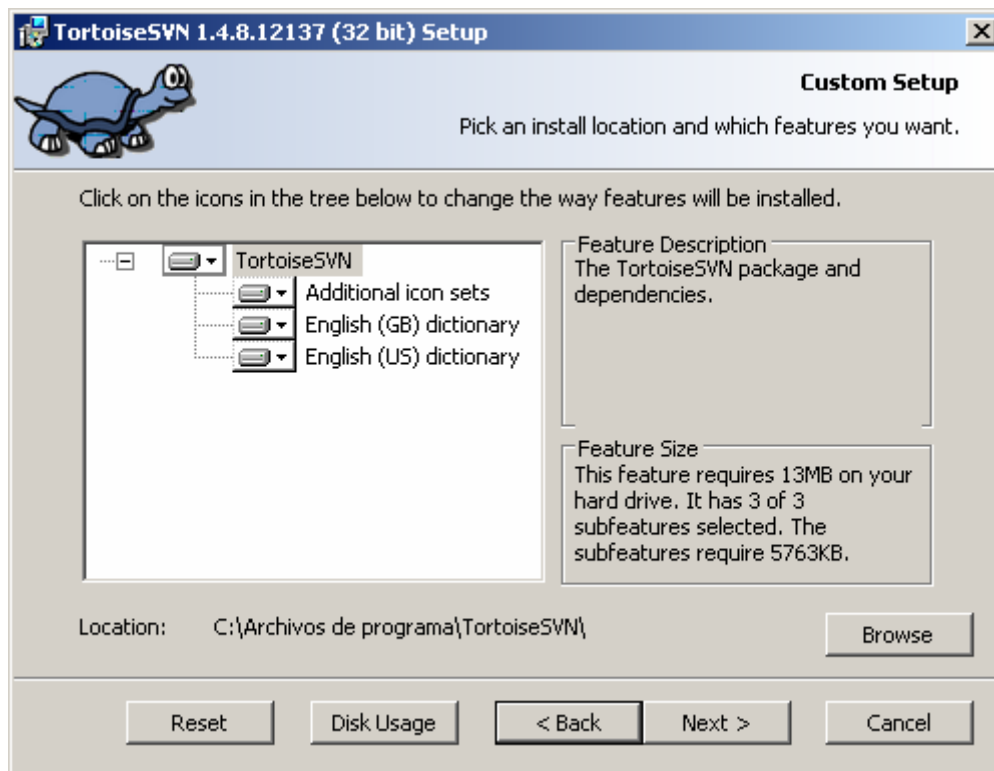 TortoiseSVN 1.4.8.12137 (32 bit) Setup
Custom Setup
Pick an install location and which features you want.
Click on the icons in the tree below to change the way features will be installed.
TortoiseSVN
Additional icon sets
English (GB) dictionary
English (US) dictionary
Feature Description
The TortoiseSVN package and
dependencies.
Feature Size
This feature requires 13MB on your
hard drive. It has 3 of 3
subfeatures selected. The
subfeatures require 5763KB.
Location: C:\Archivos de programa\TortoiseSVN\
Browse
Reset Disk Usage < Back Next > Cancel